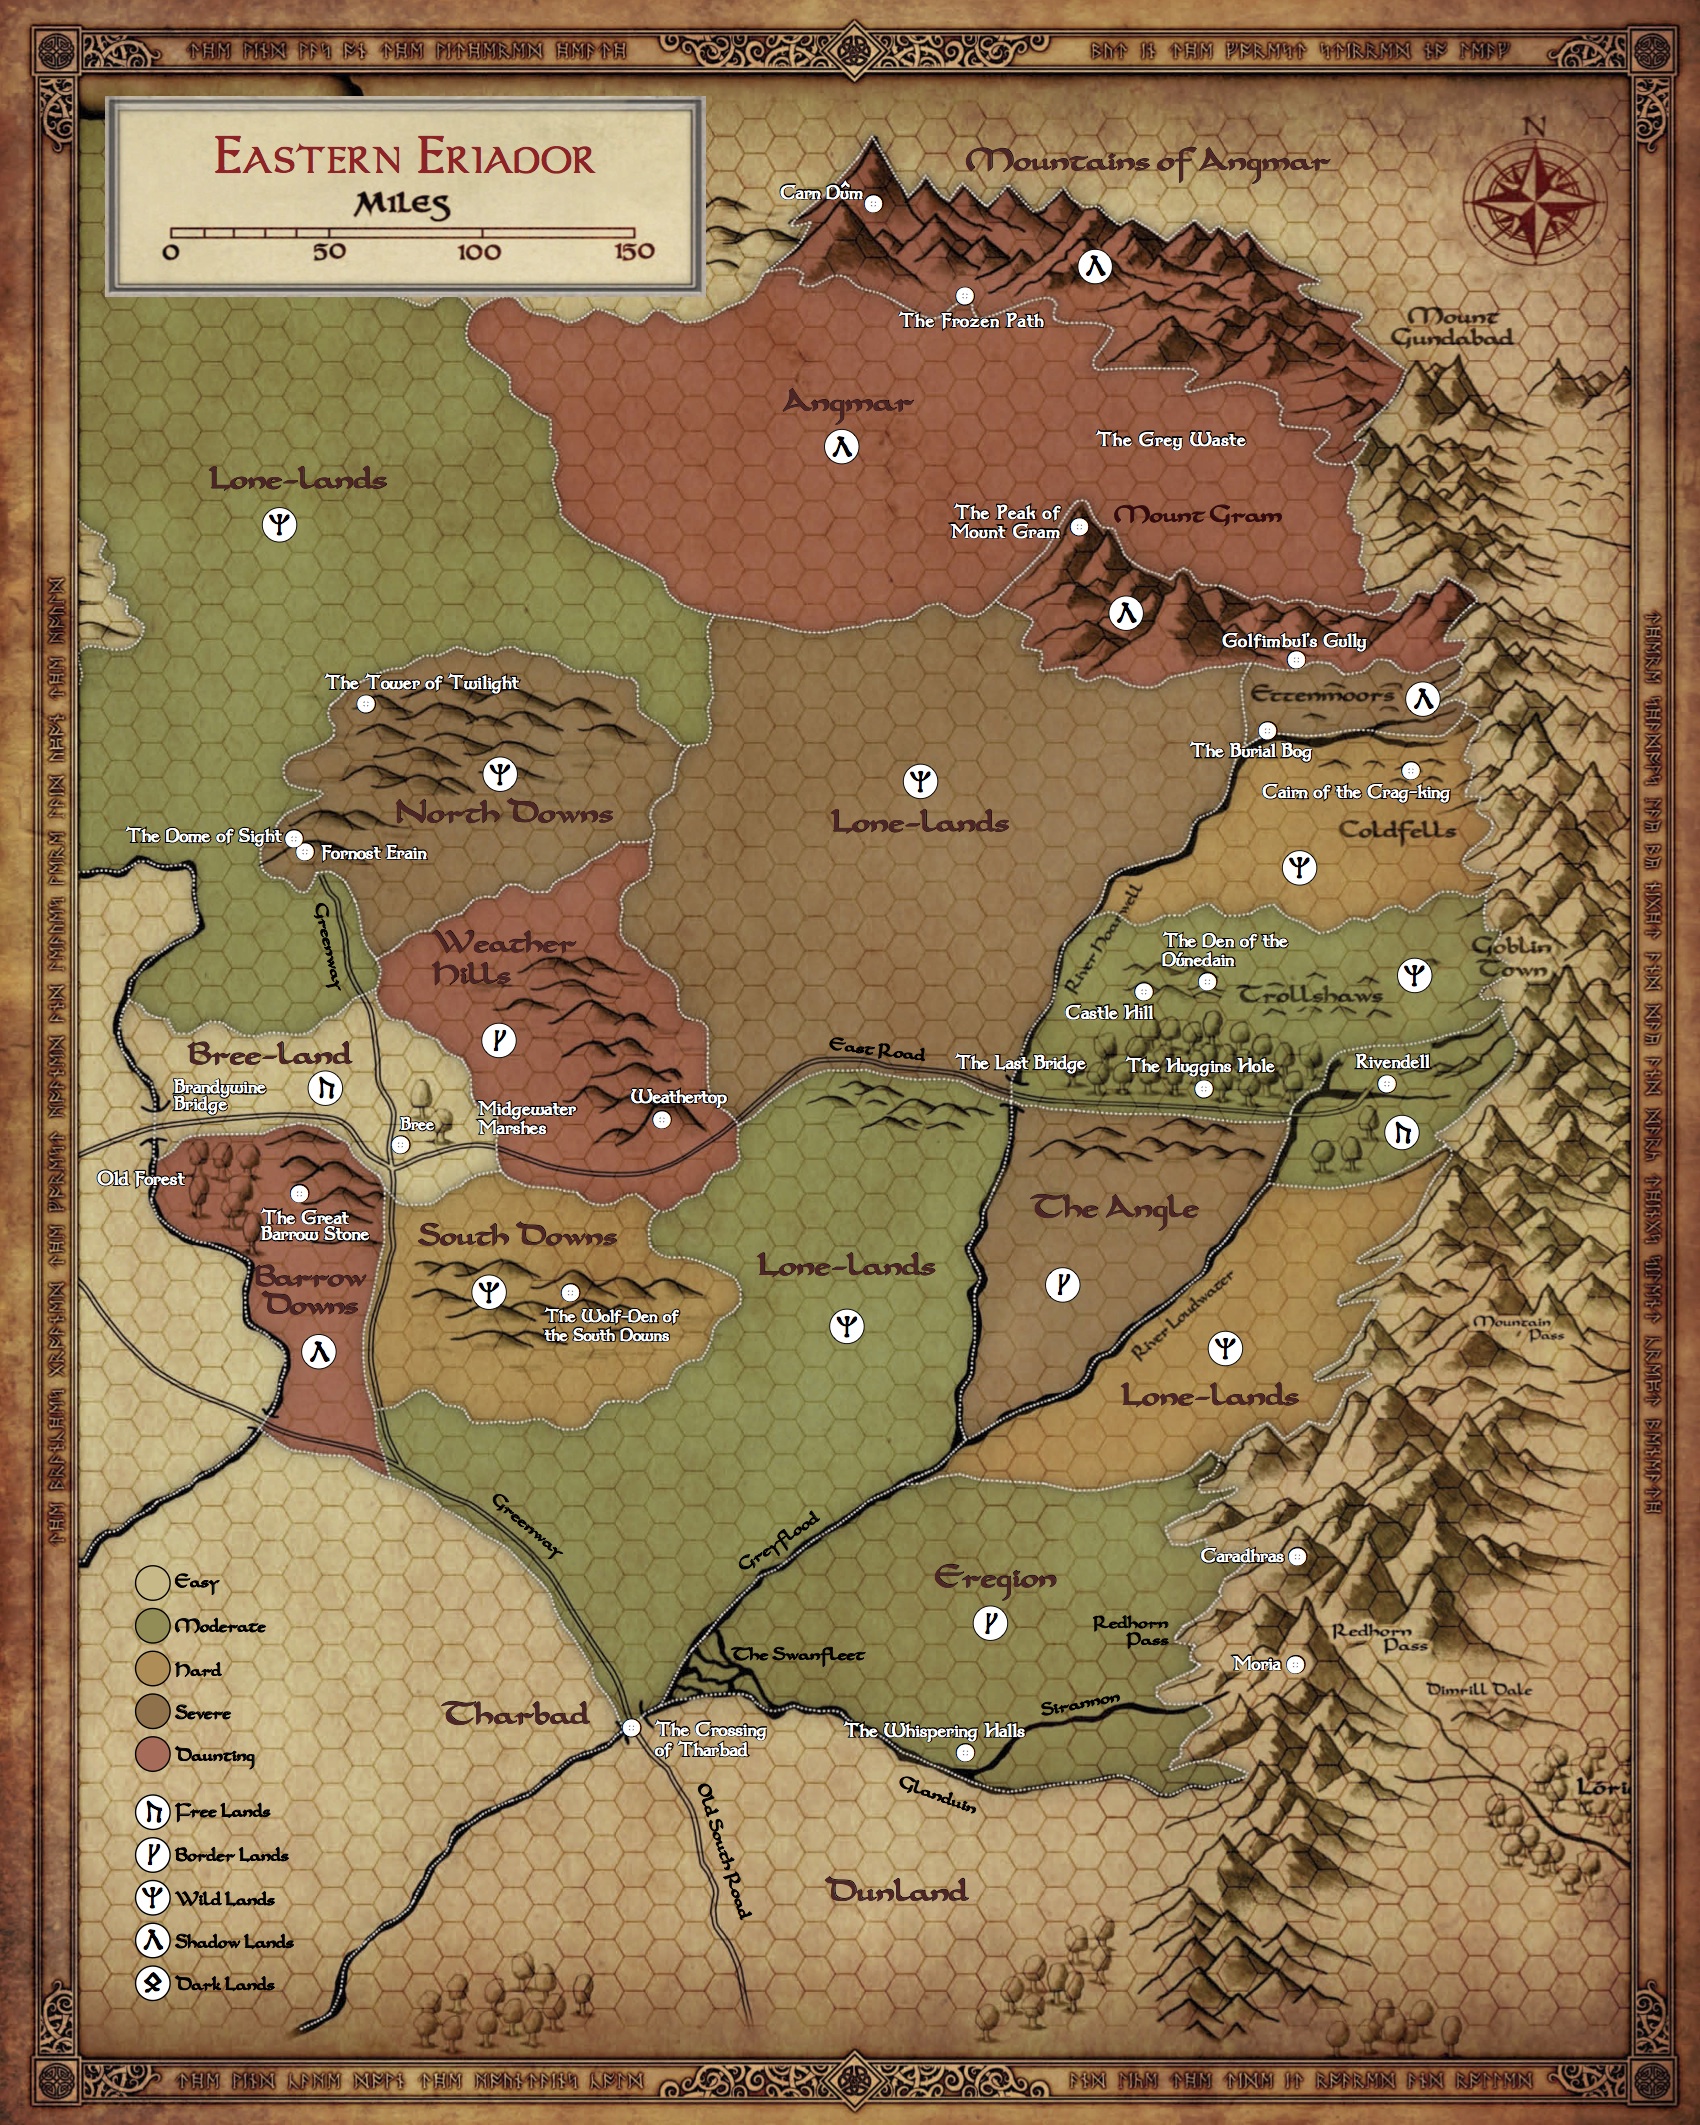 Eastern Eriador
Miles
0 50 100 150
N
Mountains of Angmar
Carn Dûm
The Frozen Path
Mount
Gundabad
Angmar
The Grey Waste
Lone-lands
The Peak of
Mount Gram
Mount Gram
Golfimbul's Gully
The Tower of Twilight
Ettenmoors
The Burial Bog
Cairn of the Crag-king
North Downs
Lone-lands
Coldfells
The Dome of Sight
Fornost Erain
Greenway
Weather
Hills
River Hoarwell
The Den of the
Dúnedain
Goblin
Town
Castle Hill
Trollshaws
Bree-land
Brandywine
Bridge
East Road
The Last Bridge
The Huggins Hole
Rivendell
Midgewater
Marshes
Weathertop
Bree
Old Forest
The Great
Barrow Stone
South Downs
The Angle
Barrow
Downs
Lone-lands
The Wolf-Den of
the South Downs
River Loudwater
Mountain
Pass
Lone-lands
Greenway
Greyflood
Caradhras
Eregion
Redhorn
Pass
Redhorn
Pass
The Swanfleet
Moria
Dimrill Dale
Tharbad
The Crossing
of Tharbad
Sirannon
The Whispering Halls
Glanduin
Lóri
Old South Road
Dunland
Easy
Moderate
Hard
Severe
Daunting
Free Lands
Border Lands
Wild Lands
Shadow Lands
Dark Lands